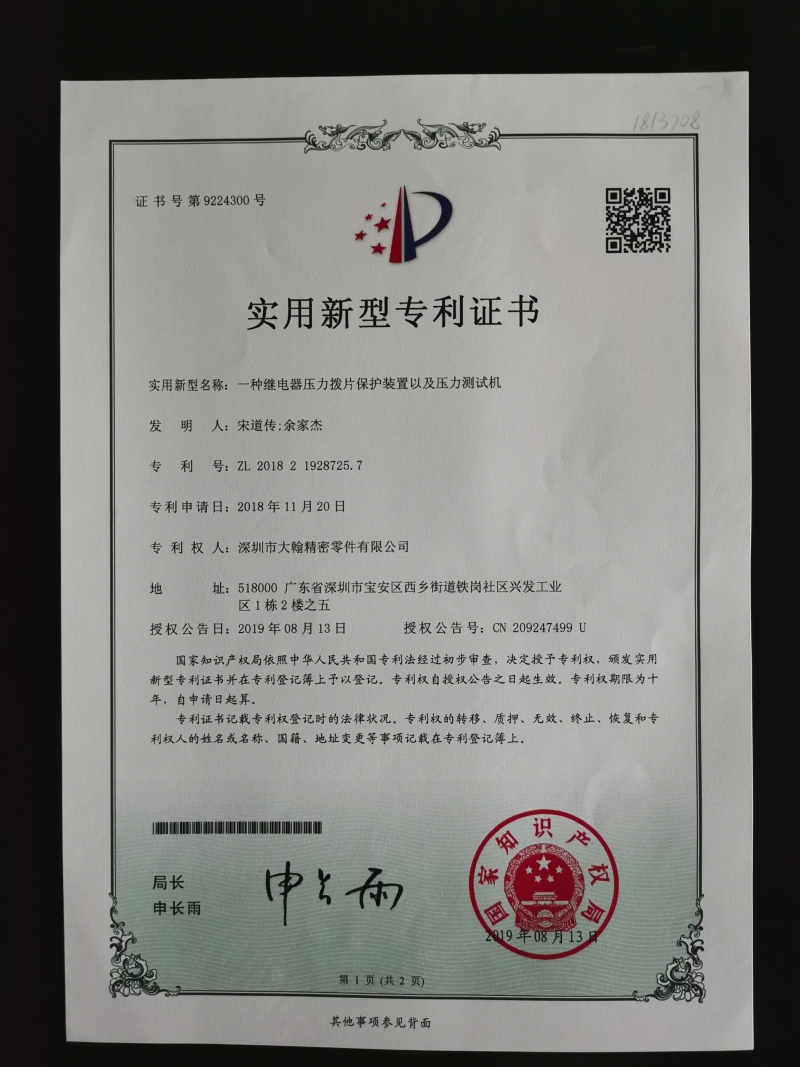 1813708
证书号第9224300号
实用新型专利证书
实用新型名称：一种继电器压力拨片保护装置以及压力测试机
发明人：宋道传;余家杰
专利号：ZL 2018 2 1928725.7
专利申请日：2018年11月20日
专利权人：深圳市大翰精密零件有限公司
地址：518000 广东省深圳市宝安区西乡街道铁岗社区兴发工业
区1栋2楼之五
授权公告日：2019年08月13日 授权公告号：CN 209247499 U
国家知识产权局依照中华人民共和国专利法经过初步审查，决定授予专利权，颁发实用
新型专利证书并在专利登记簿上予以登记。专利权自授权公告之日起生效。专利权期限为十
年，自申请日起算。
专利证书记载专利权登记时的法律状况。专利权的转移、质押、无效、终止、恢复和专
利权人的姓名或名称、国籍、地址变更等事项记载在专利登记簿上。
局长
申长雨
申长雨
国家知识产权局
2019年08月13日
第1页(共2页)
其他事项参见背面